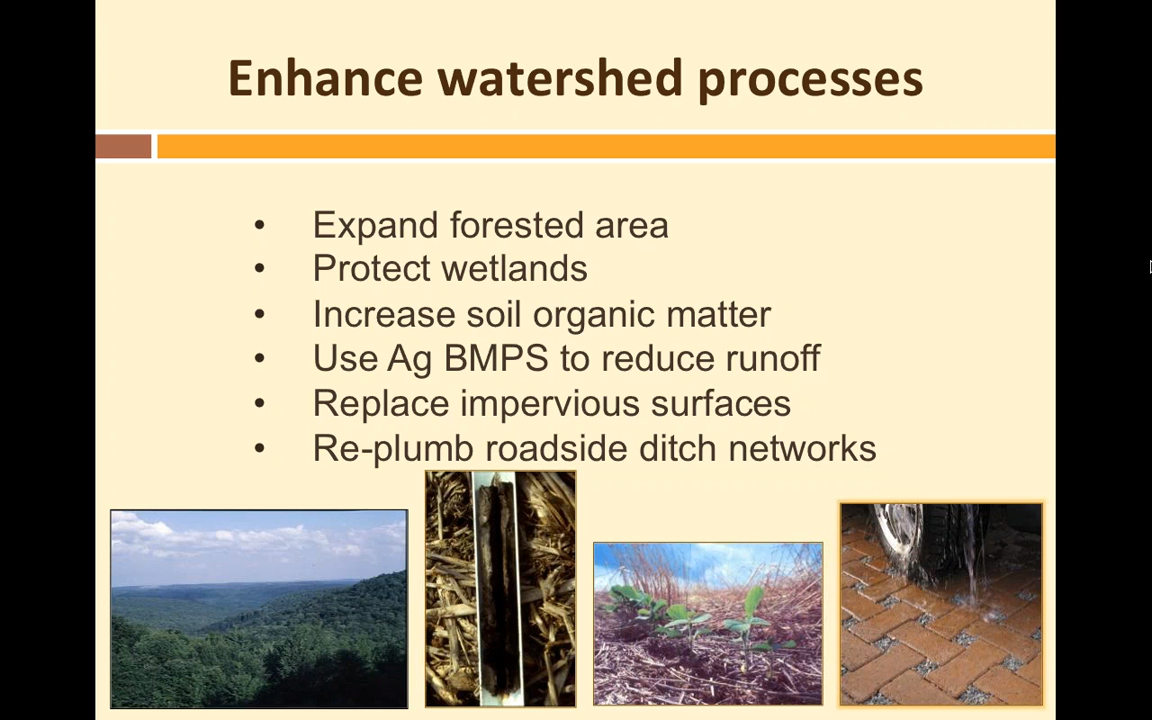 Enhance watershed processes
• Expand forested area
• Protect wetlands
• Increase soil organic matter
• Use Ag BMPS to reduce runoff
• Replace impervious surfaces
• Re-plumb roadside ditch networks